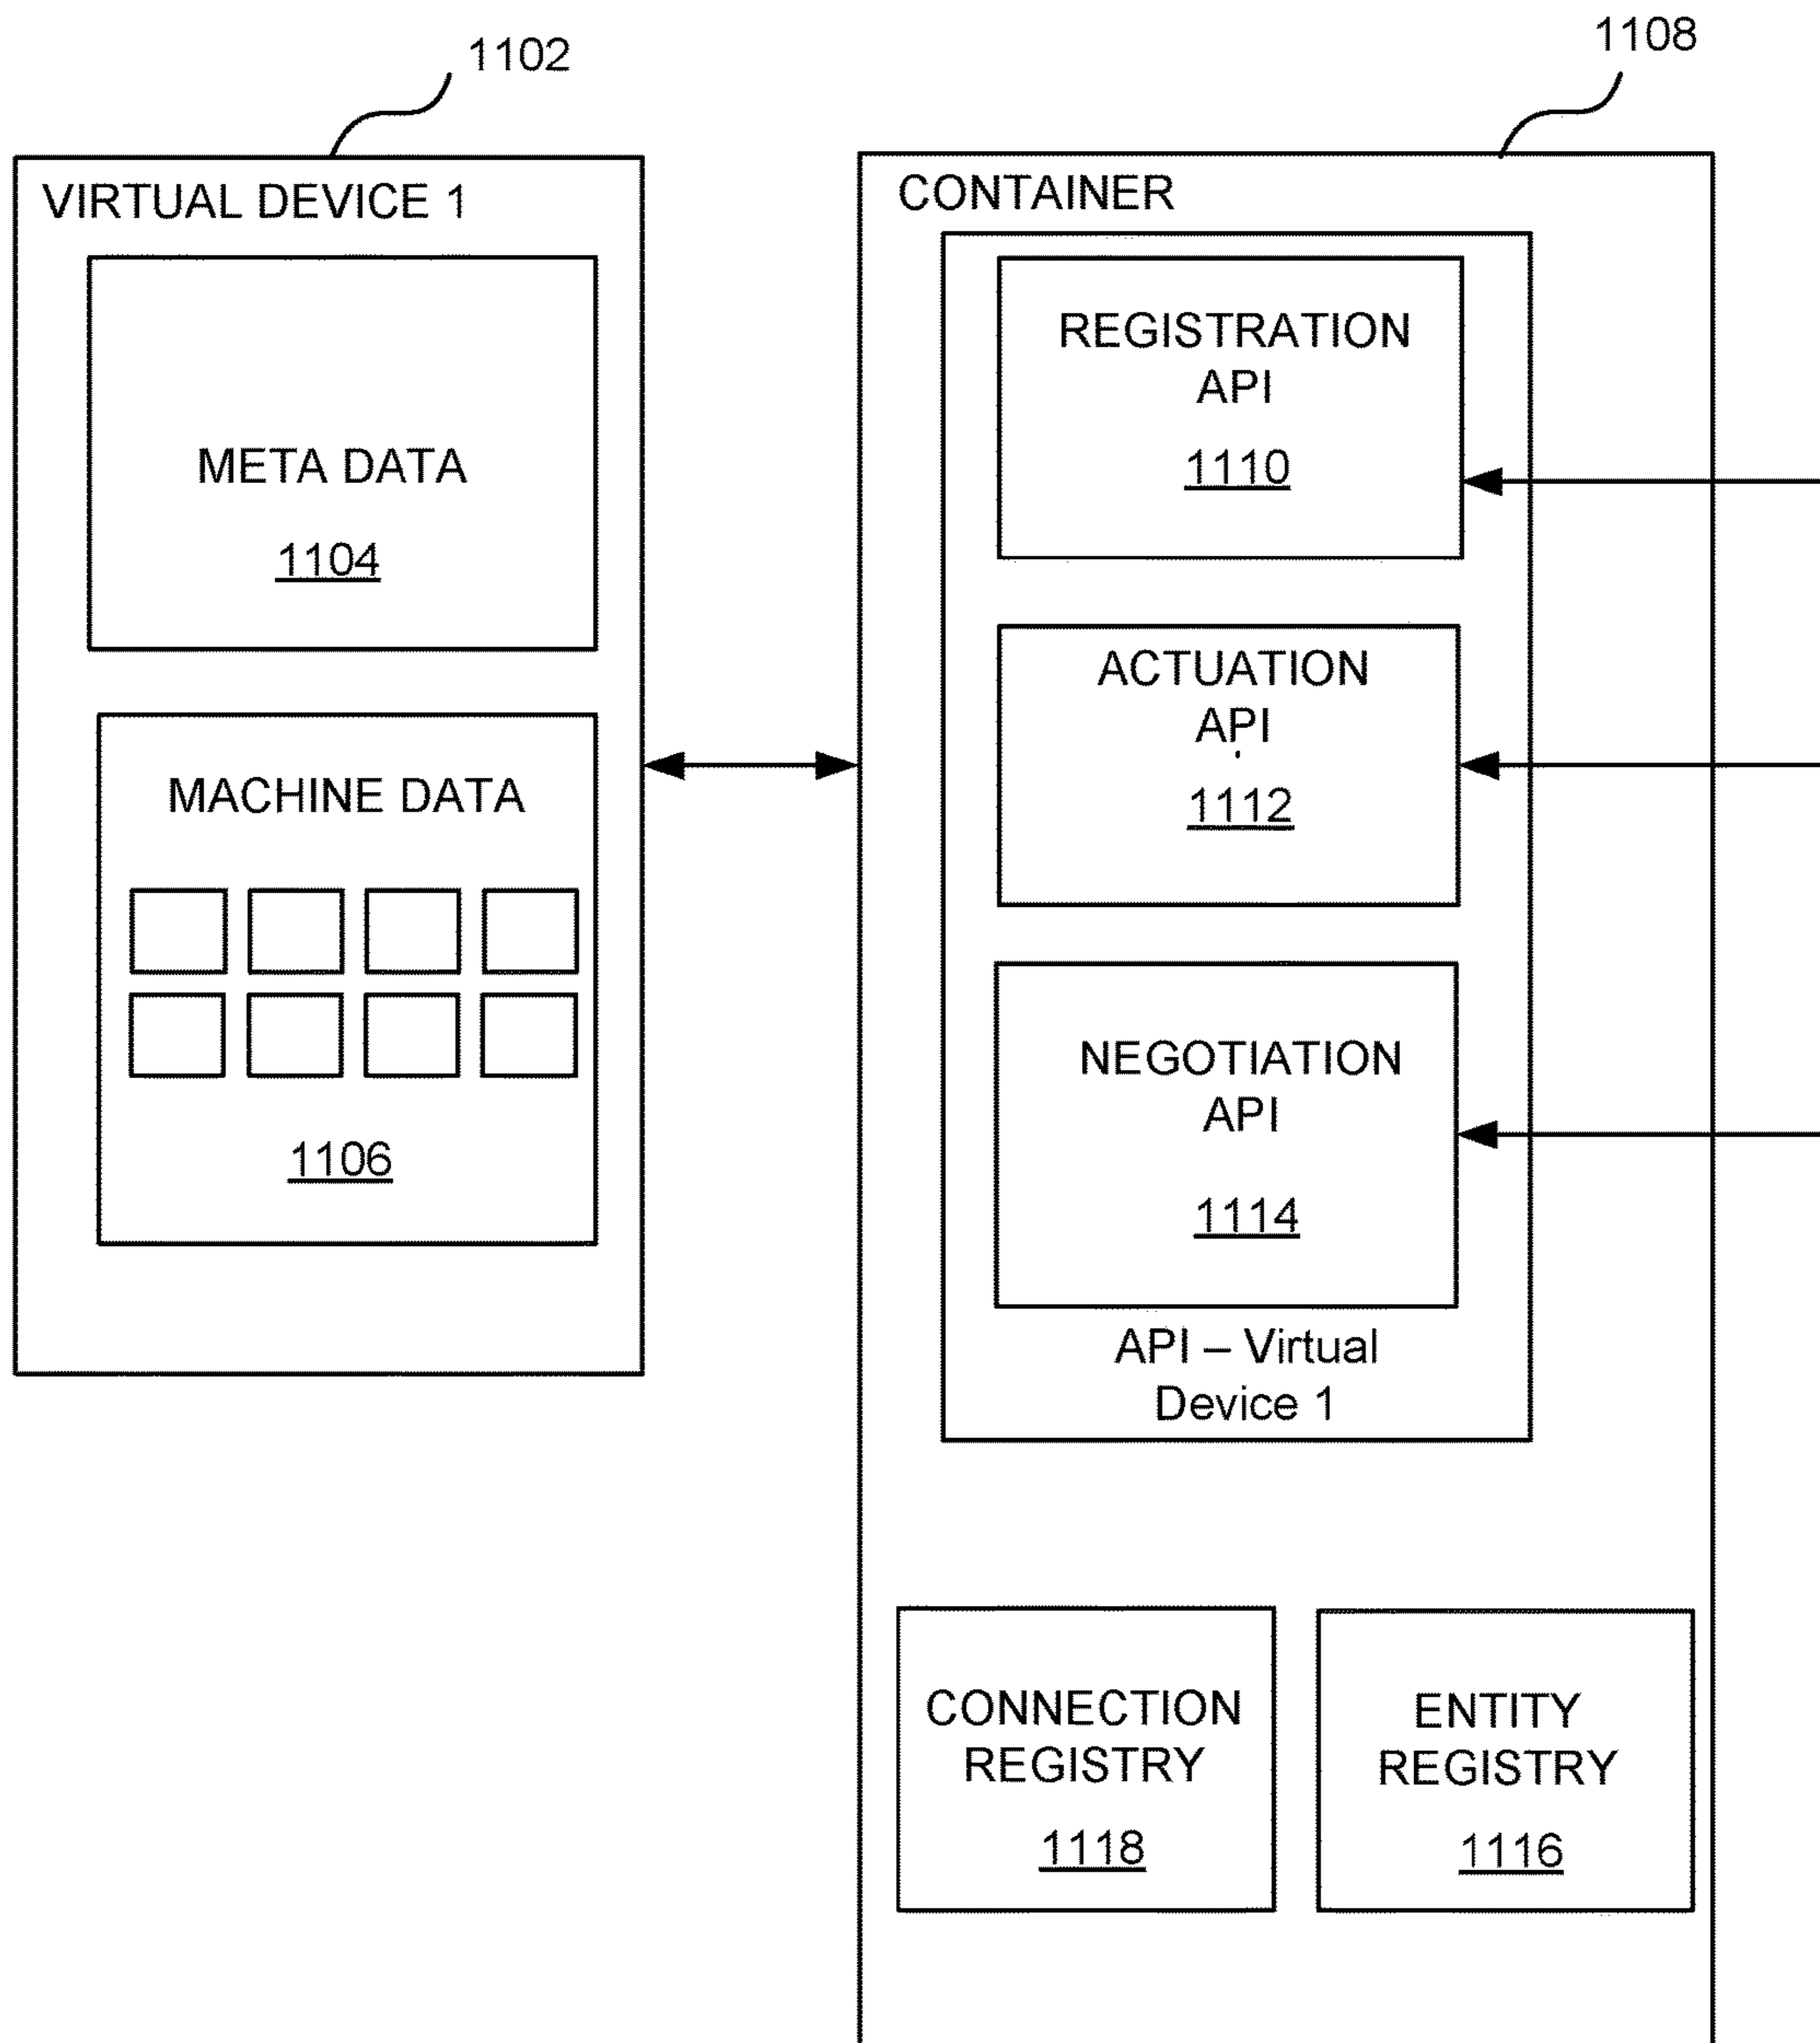 1102
1108
VIRTUAL DEVICE 1
META DATA
1104
MACHINE DATA
1106
CONTAINER
REGISTRATION
API
1110
ACTUATION
API
1112
NEGOTIATION
API
1114
API – Virtual
Device 1
CONNECTION
REGISTRY
1118
ENTITY
REGISTRY
1116